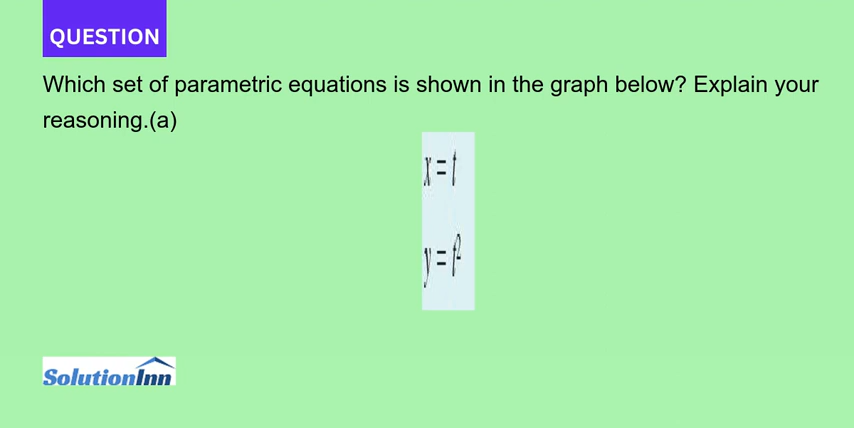 QUESTION
Which set of parametric equations is shown in the graph below? Explain your
reasoning.(a)
x = t
y = t²
SolutionInn